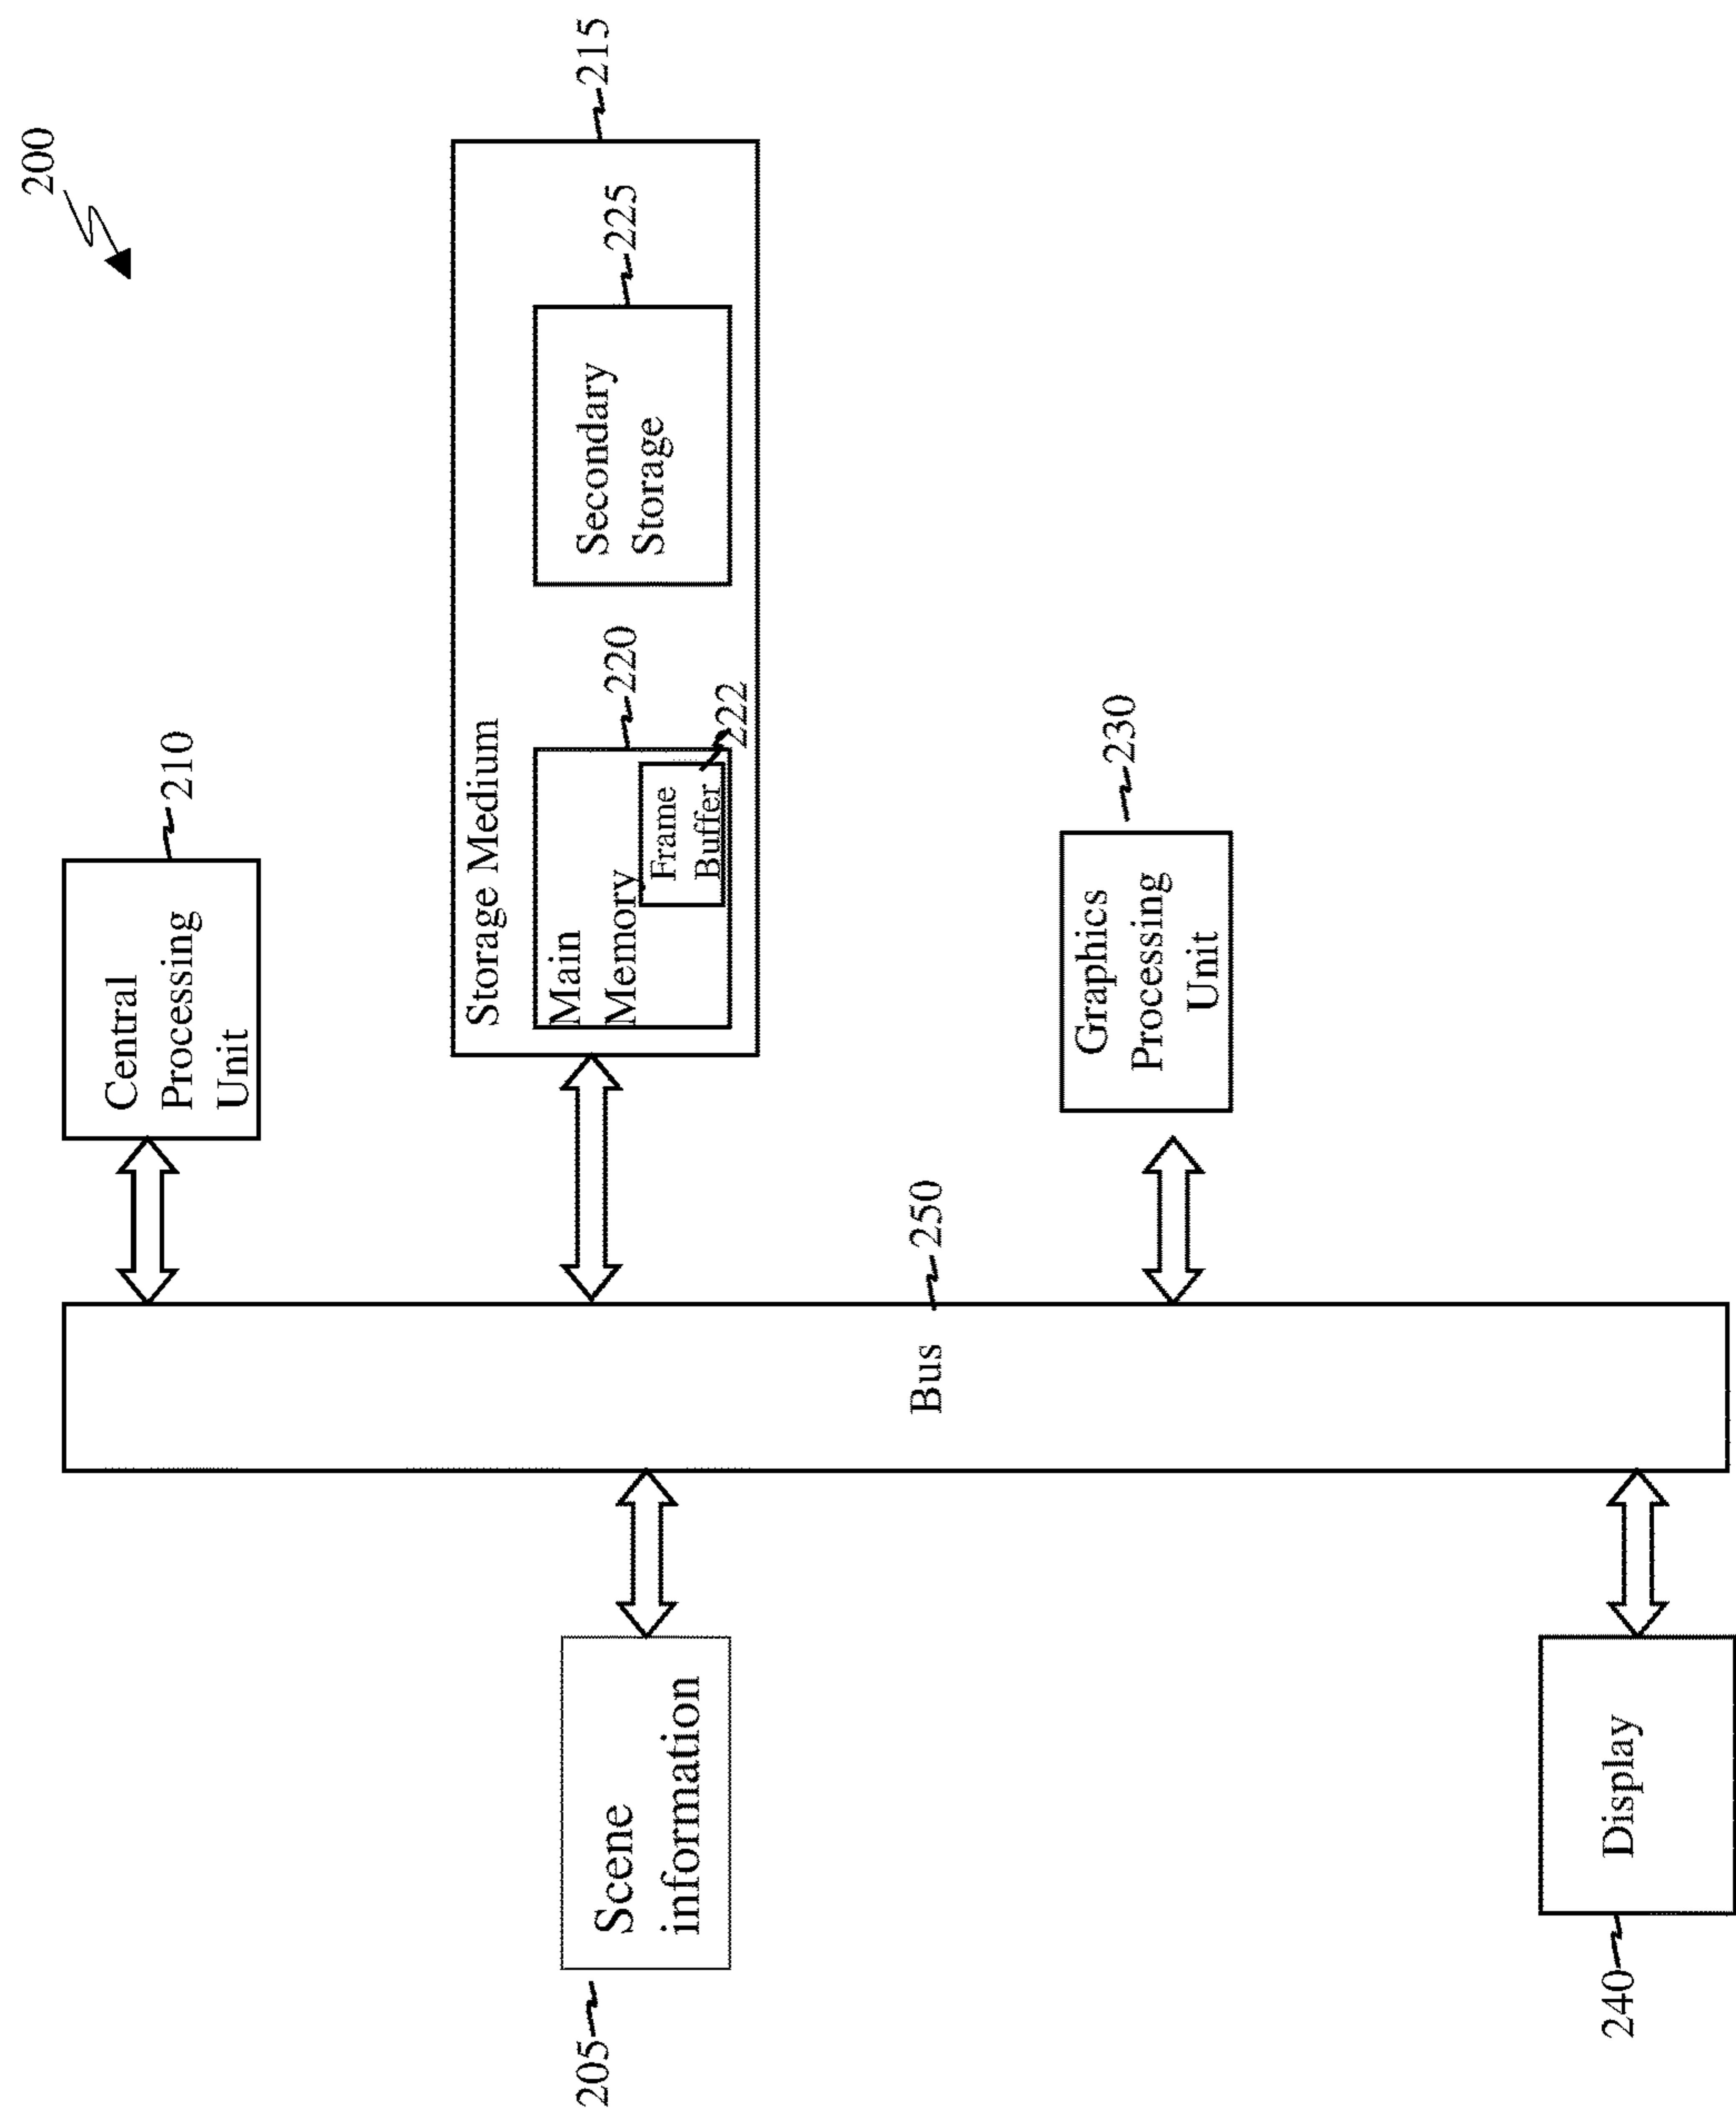 200
Central
Processing
Unit
210
Storage Medium
215
Main
Memory
220
Frame
Buffer
222
Secondary
Storage
225
Graphics
Processing
Unit
230
Bus
250
Scene
information
205
Display
240